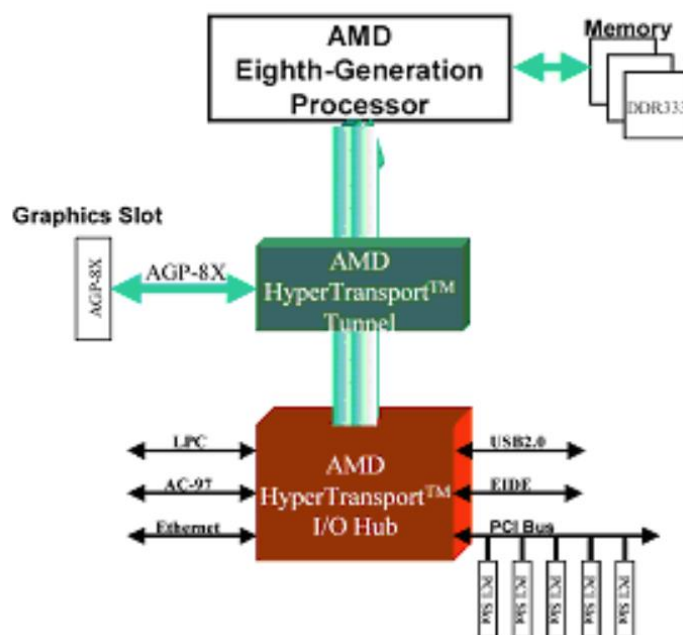 AMD
Eighth-Generation
Processor
Memory
DDR333
Graphics Slot
AGP-8X
AGP-8X
AMD
HyperTransport™
Tunnel
LPC
AC-97
Ethernet
AMD
HyperTransport™
I/O Hub
USB2.0
EIDE
PCI Bus
PCI Slot
PCI Slot
PCI Slot
PCI Slot
PCI Slot